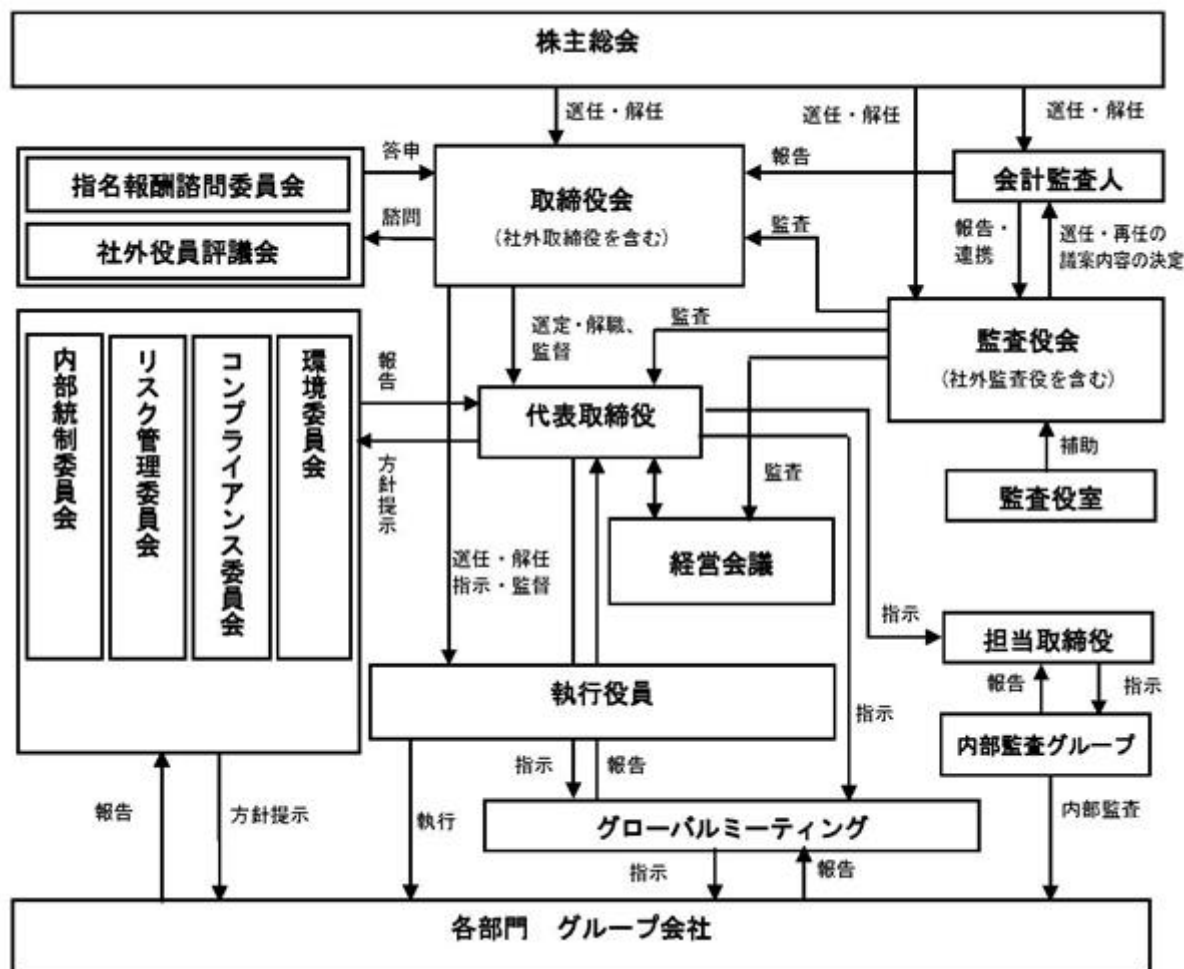 株主総会
選任・解任
選任・解任
選任・解任
答申
報告
指名報酬諮問委員会
取締役会
会計監査人
諮問
(社外取締役を含む)
監査
報告・
連携
選任・再任の
議案内容の決定
社外役員評議会
選定・解職、
監督
監査
監査役会
(社外監査役を含む)
内部統制委員会
リスク管理委員会
コンプライアンス委員会
環境委員会
報告
代表取締役
方針提示
監査
補助
監査役室
経営会議
選任・解任
指示・監督
指示
担当取締役
執行役員
報告
指示
指示
内部監査グループ
指示
報告
報告
方針提示
執行
内部監査
グローバルミーティング
指示
報告
各部門　グループ会社